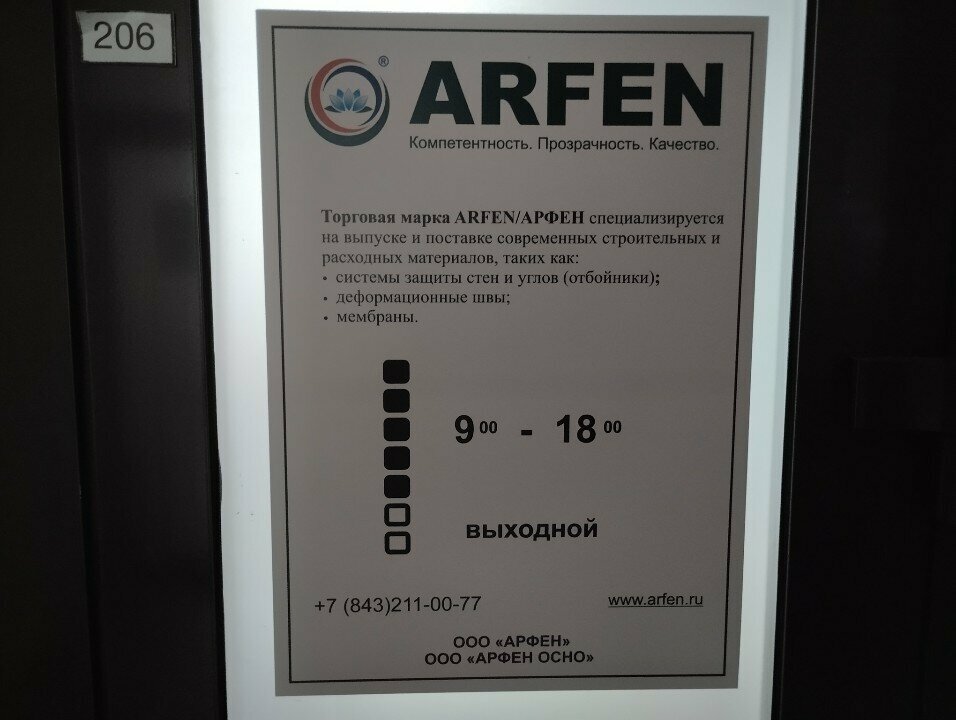 206
®
ARFEN
Компетентность. Прозрачность. Качество.
Торговая марка ARFEN/АРФЕН специализируется
на выпуске и поставке современных строительных и
расходных материалов, таких как:
• системы защиты стен и углов (отбойники);
• деформационные швы;
• мембраны.
9 00 - 18 00
выходной
+7 (843)211-00-77
www.arfen.ru
ООО «АРФЕН»
ООО «АРФЕН ОСНО»